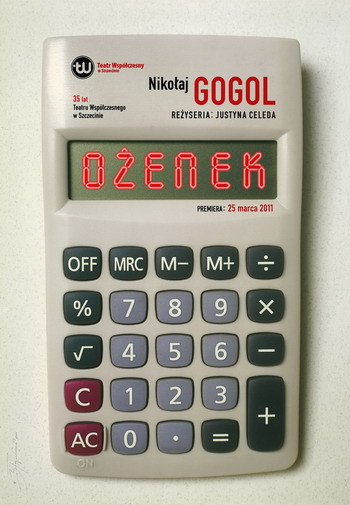 tw Teatr Współczesny
w Szczecinie
35 lat
Teatru Współczesnego
w Szczecinie
Nikołaj GOGOL
REŻYSERIA: JUSTYNA CELEDA
OŻENEK
PREMIERA: 25 marca 2011
OFF MRC M– M+ ÷
% 7 8 9 ×
√ 4 5 6 –
C 1 2 3 +
AC 0 · =
ON